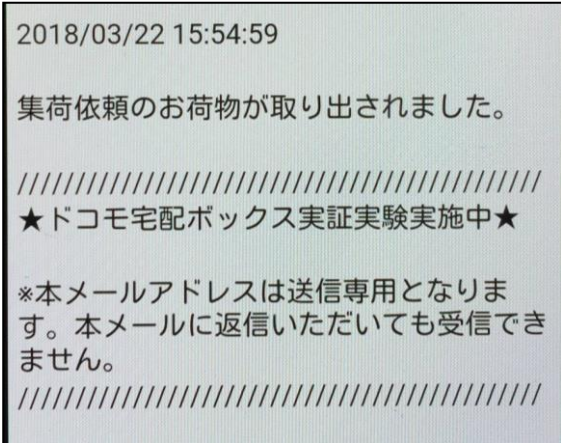 2018/03/22 15:54:59
集荷依頼のお荷物が取り出されました。
//////////////////////////////////////////////
★ドコモ宅配ボックス実証実験実施中★
※本メールアドレスは送信専用となりま
す。本メールに返信いただいても受信でき
ません。
//////////////////////////////////////////////